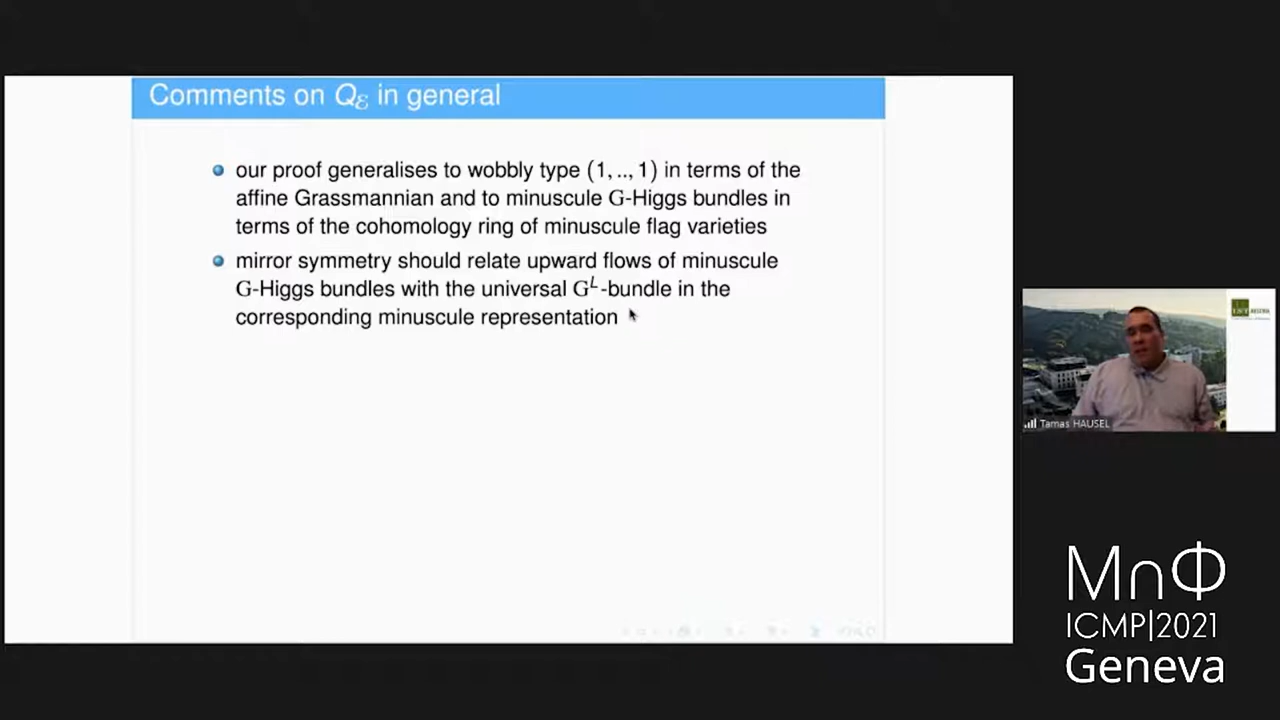 Comments on Q_ℰ in general
our proof generalises to wobbly type (1, .., 1) in terms of the
affine Grassmannian and to minuscule G-Higgs bundles in
terms of the cohomology ring of minuscule flag varieties
mirror symmetry should relate upward flows of minuscule
G-Higgs bundles with the universal G^L-bundle in the
corresponding minuscule representation
Tamas HAUSEL
M∩Φ
ICMP|2021
Geneva